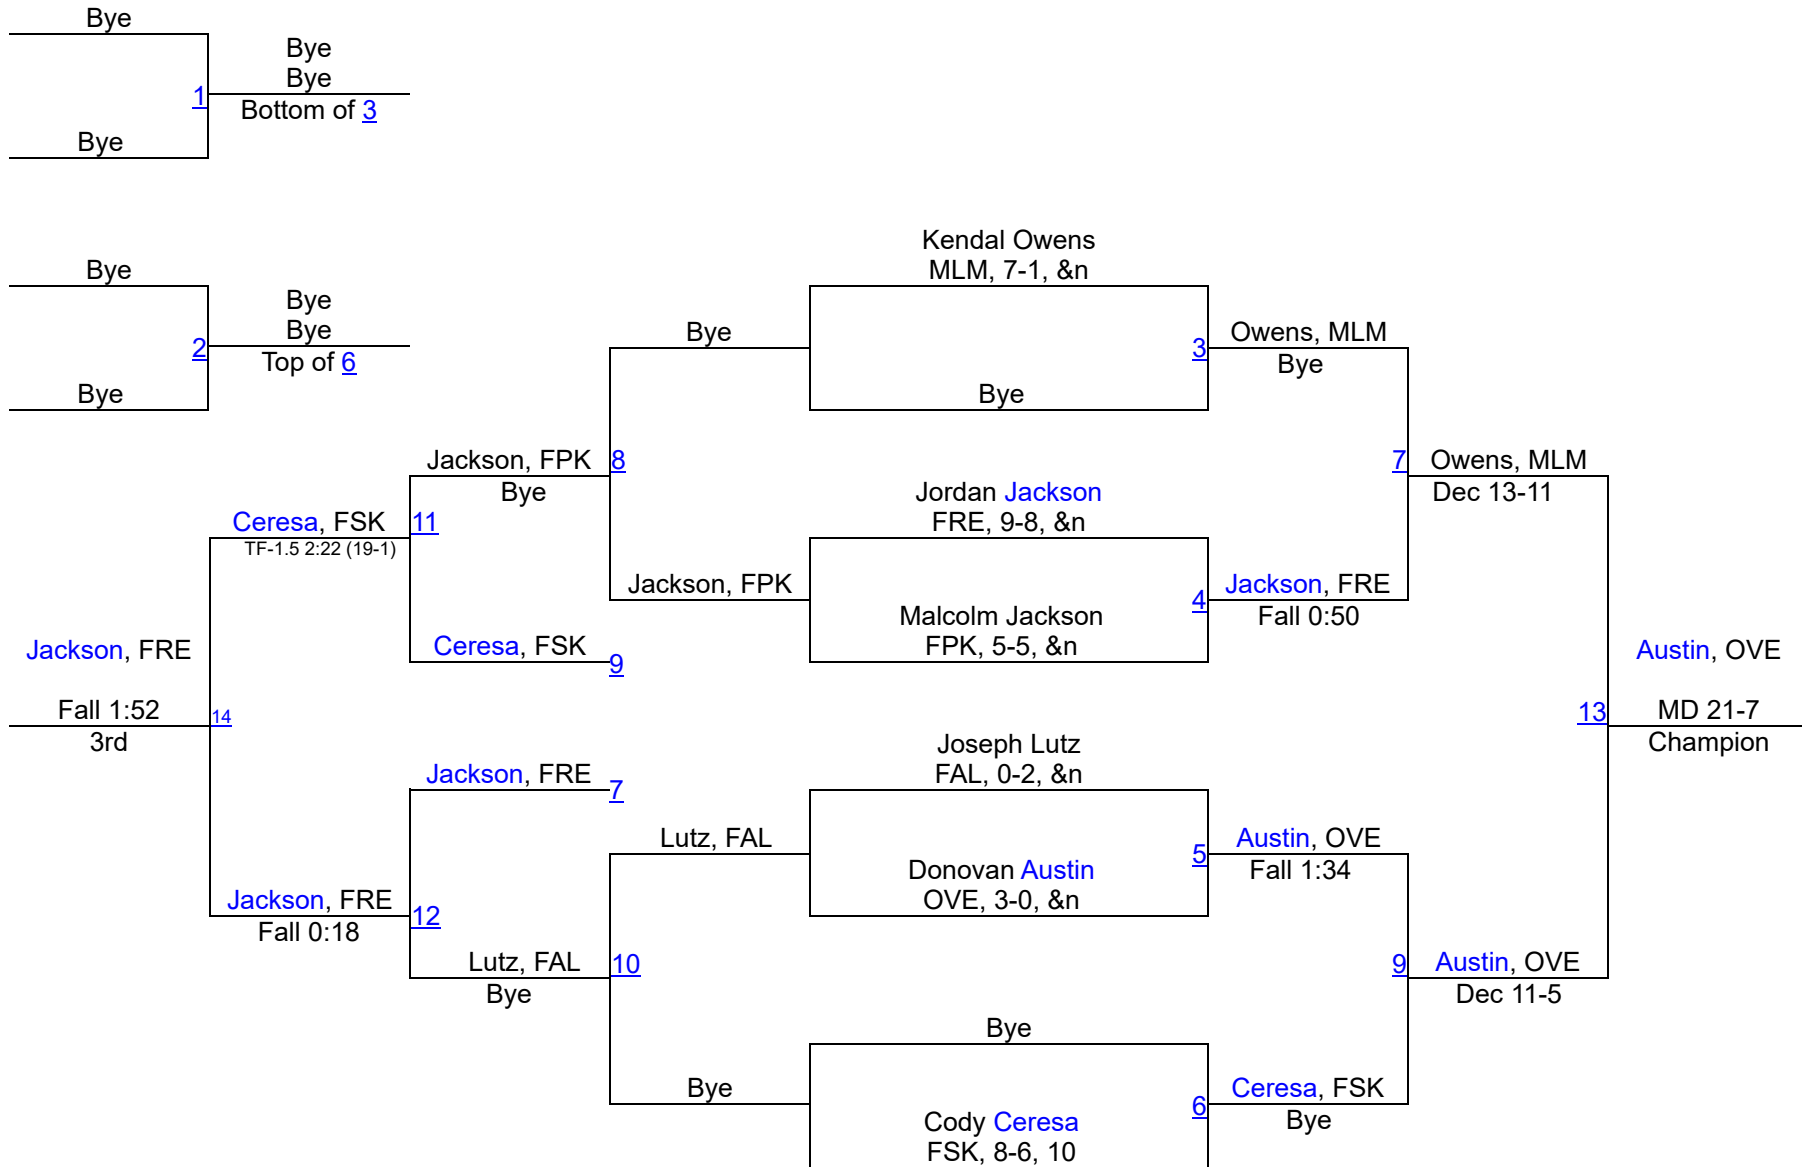 Bye
Bye
Bye
1
Bottom of 3
Bye
Kendal Owens
MLM, 7-1, &n
Bye
Bye
Bye
2
Top of 6
Bye
Bye
3
Owens, MLM
Bye
Bye
Jackson, FPK
Bye
8
7
Owens, MLM
Dec 13-11
Jordan Jackson
FRE, 9-8, &n
Ceresa, FSK
TF-1.5 2:22 (19-1)
11
Jackson, FPK
Malcolm Jackson
FPK, 5-5, &n
4
Jackson, FRE
Fall 0:50
Jackson, FRE
Ceresa, FSK
9
Austin, OVE
Fall 1:52
3rd
14
13
MD 21-7
Champion
Joseph Lutz
FAL, 0-2, &n
Jackson, FRE
7
Lutz, FAL
Donovan Austin
OVE, 3-0, &n
5
Austin, OVE
Fall 1:34
Jackson, FRE
Fall 0:18
12
Lutz, FAL
Bye
10
9
Austin, OVE
Dec 11-5
Bye
Bye
Cody Ceresa
FSK, 8-6, 10
6
Ceresa, FSK
Bye